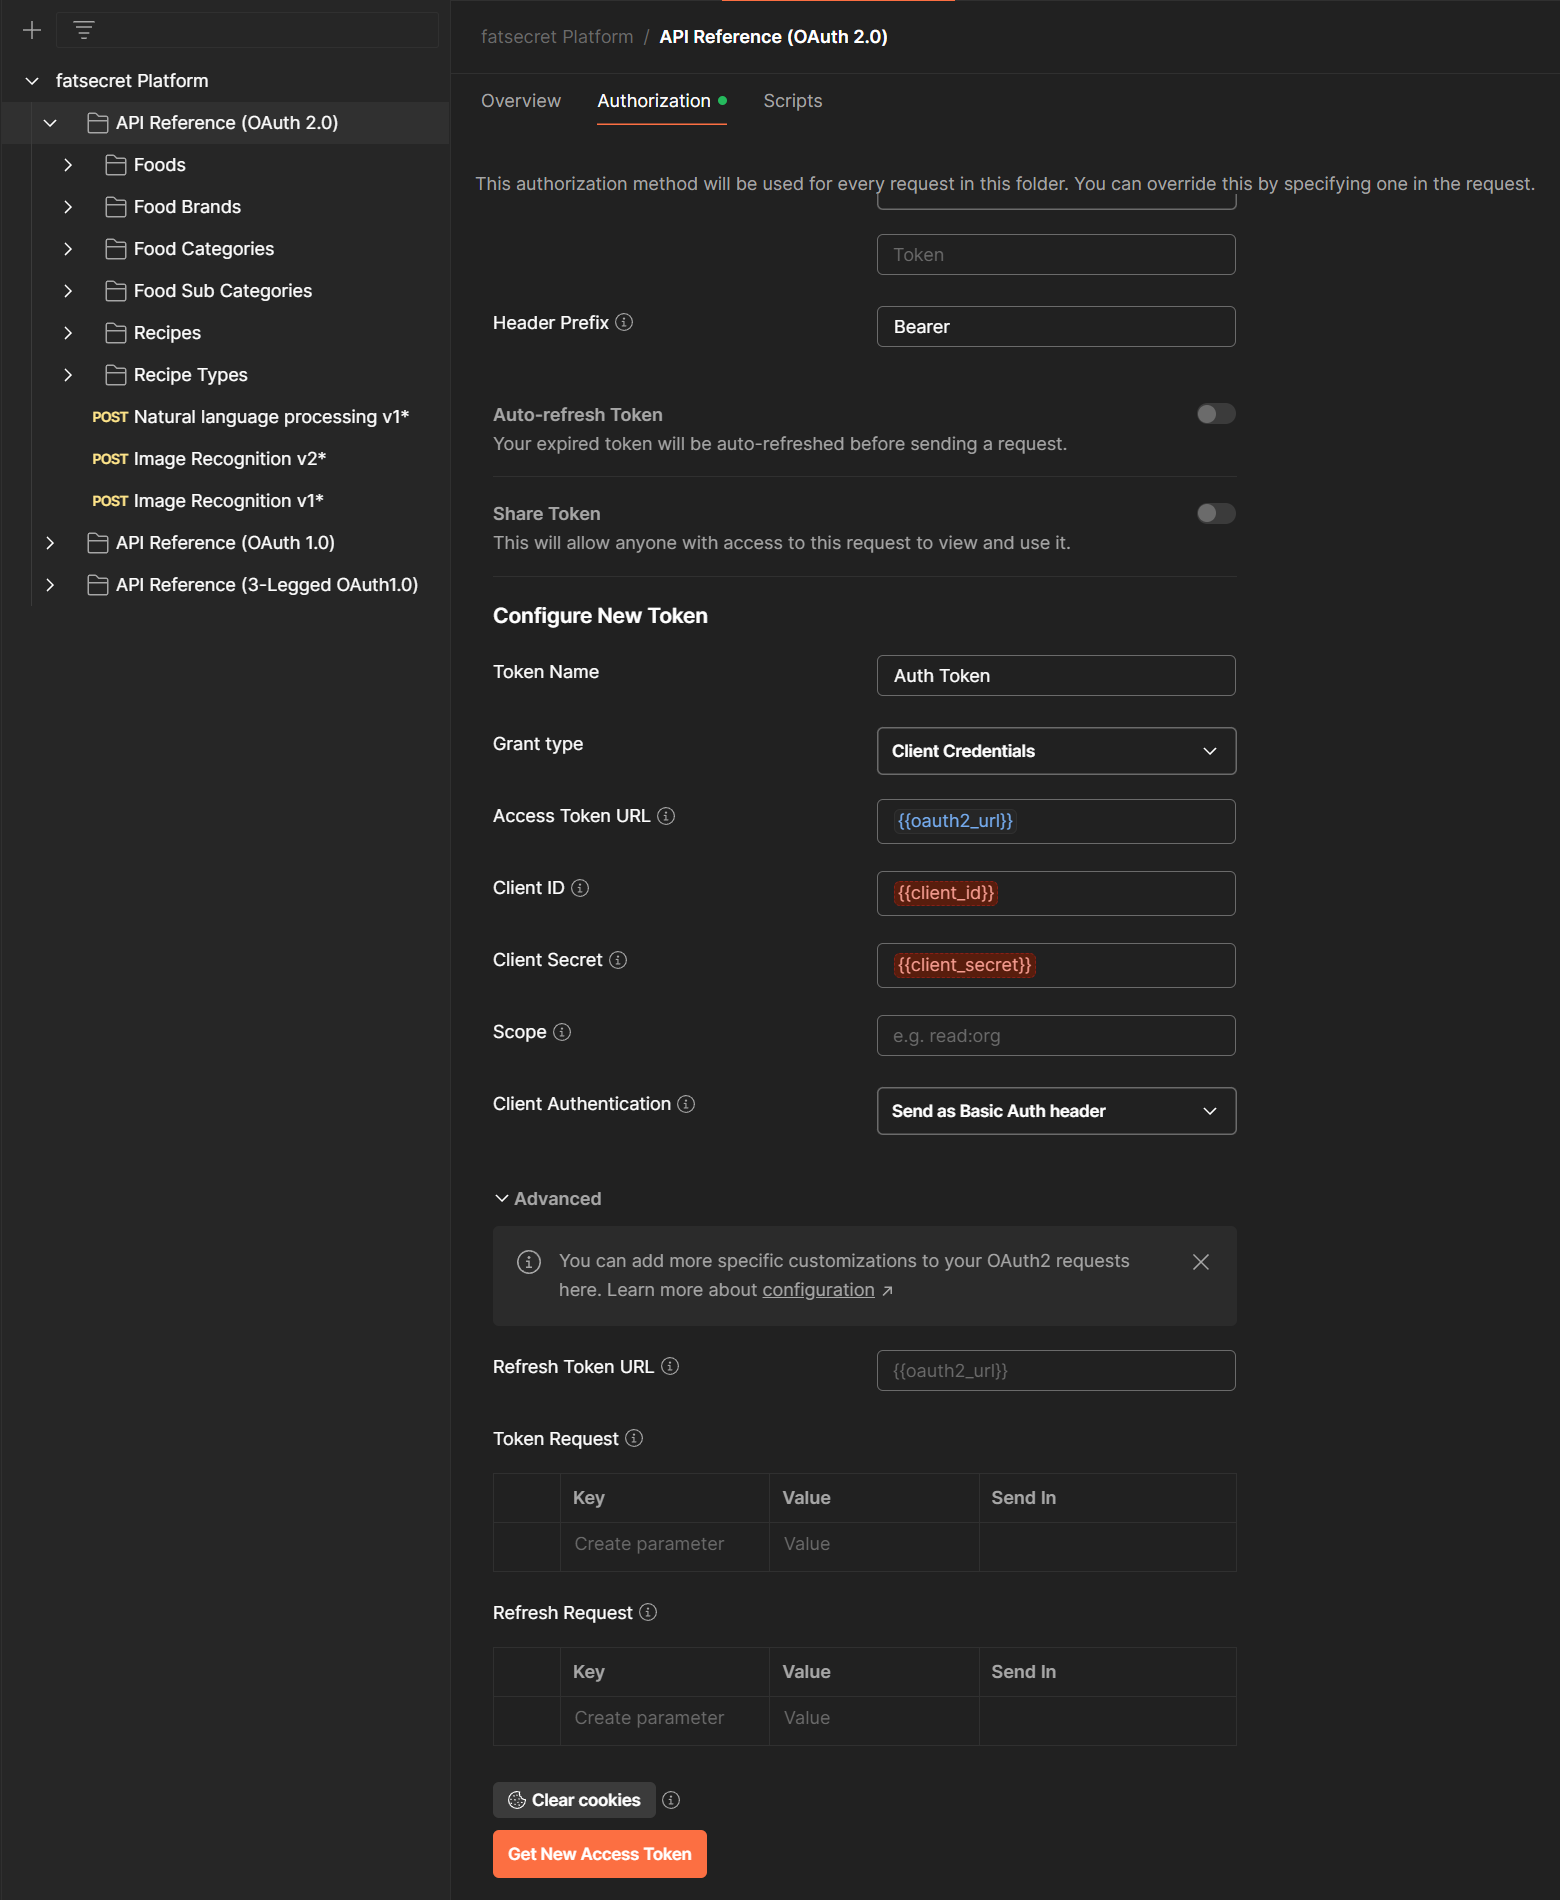 fatsecret Platform
API Reference (OAuth 2.0)
Foods
Food Brands
Food Categories
Food Sub Categories
Recipes
Recipe Types
POST Natural language processing v1*
POST Image Recognition v2*
POST Image Recognition v1*
API Reference (OAuth 1.0)
API Reference (3-Legged OAuth1.0)
fatsecret Platform / API Reference (OAuth 2.0)
Overview Authorization Scripts
This authorization method will be used for every request in this folder. You can override this by specifying one in the request.
Token
Header Prefix
Bearer
Auto-refresh Token
Your expired token will be auto-refreshed before sending a request.
Share Token
This will allow anyone with access to this request to view and use it.
Configure New Token
Token Name
Auth Token
Grant type
Client Credentials
Access Token URL
{{oauth2_url}}
Client ID
{{client_id}}
Client Secret
{{client_secret}}
Scope
e.g. read:org
Client Authentication
Send as Basic Auth header
Advanced
You can add more specific customizations to your OAuth2 requests
here. Learn more about configuration ↗
Refresh Token URL
{{oauth2_url}}
Token Request
Key Value Send In
Create parameter Value
Refresh Request
Key Value Send In
Create parameter Value
Clear cookies
Get New Access Token